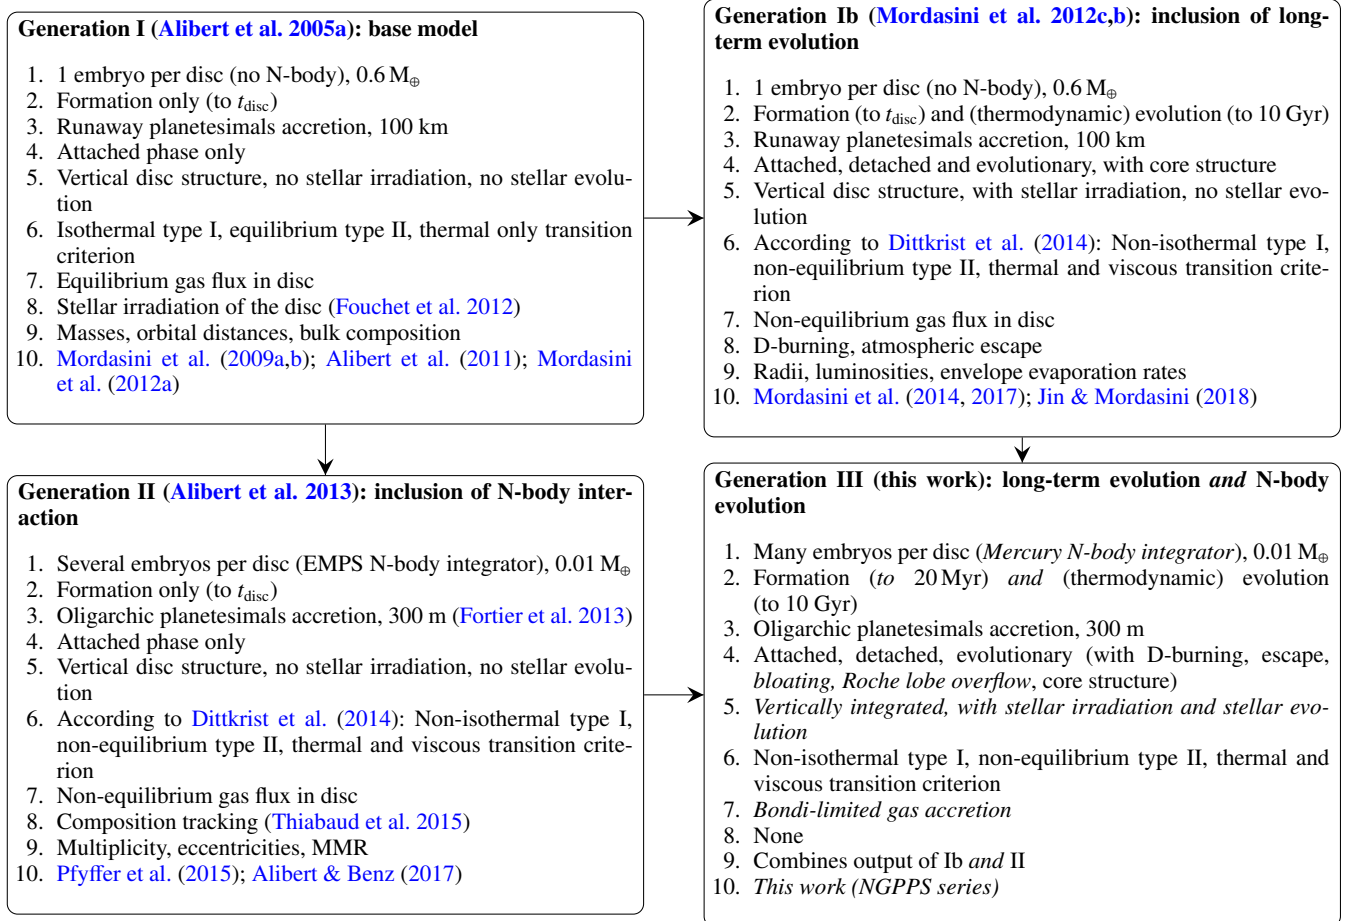 Generation I (Alibert et al. 2005a): base model
1. 1 embryo per disc (no N-body), 0.6 M⊕
2. Formation only (to tdisc)
3. Runaway planetesimals accretion, 100 km
4. Attached phase only
5. Vertical disc structure, no stellar irradiation, no stellar evolu-
tion
6. Isothermal type I, equilibrium type II, thermal only transition
criterion
7. Equilibrium gas flux in disc
8. Stellar irradiation of the disc (Fouchet et al. 2012)
9. Masses, orbital distances, bulk composition
10. Mordasini et al. (2009a,b); Alibert et al. (2011); Mordasini
et al. (2012a)
Generation Ib (Mordasini et al. 2012c,b): inclusion of long-
term evolution
1. 1 embryo per disc (no N-body), 0.6 M⊕
2. Formation (to tdisc) and (thermodynamic) evolution (to 10 Gyr)
3. Runaway planetesimals accretion, 100 km
4. Attached, detached and evolutionary, with core structure
5. Vertical disc structure, with stellar irradiation, no stellar evo-
lution
6. According to Dittkrist et al. (2014): Non-isothermal type I,
non-equilibrium type II, thermal and viscous transition crite-
rion
7. Non-equilibrium gas flux in disc
8. D-burning, atmospheric escape
9. Radii, luminosities, envelope evaporation rates
10. Mordasini et al. (2014, 2017); Jin & Mordasini (2018)
Generation II (Alibert et al. 2013): inclusion of N-body inter-
action
1. Several embryos per disc (EMPS N-body integrator), 0.01 M⊕
2. Formation only (to tdisc)
3. Oligarchic planetesimals accretion, 300 m (Fortier et al. 2013)
4. Attached phase only
5. Vertical disc structure, no stellar irradiation, no stellar evolu-
tion
6. According to Dittkrist et al. (2014): Non-isothermal type I,
non-equilibrium type II, thermal and viscous transition crite-
rion
7. Non-equilibrium gas flux in disc
8. Composition tracking (Thiabaud et al. 2015)
9. Multiplicity, eccentricities, MMR
10. Pfyffer et al. (2015); Alibert & Benz (2017)
Generation III (this work): long-term evolution and N-body
evolution
1. Many embryos per disc (Mercury N-body integrator), 0.01 M⊕
2. Formation (to 20 Myr) and (thermodynamic) evolution
(to 10 Gyr)
3. Oligarchic planetesimals accretion, 300 m
4. Attached, detached, evolutionary (with D-burning, escape,
bloating, Roche lobe overflow, core structure)
5. Vertically integrated, with stellar irradiation and stellar evo-
lution
6. Non-isothermal type I, non-equilibrium type II, thermal and
viscous transition criterion
7. Bondi-limited gas accretion
8. None
9. Combines output of Ib and II
10. This work (NGPPS series)